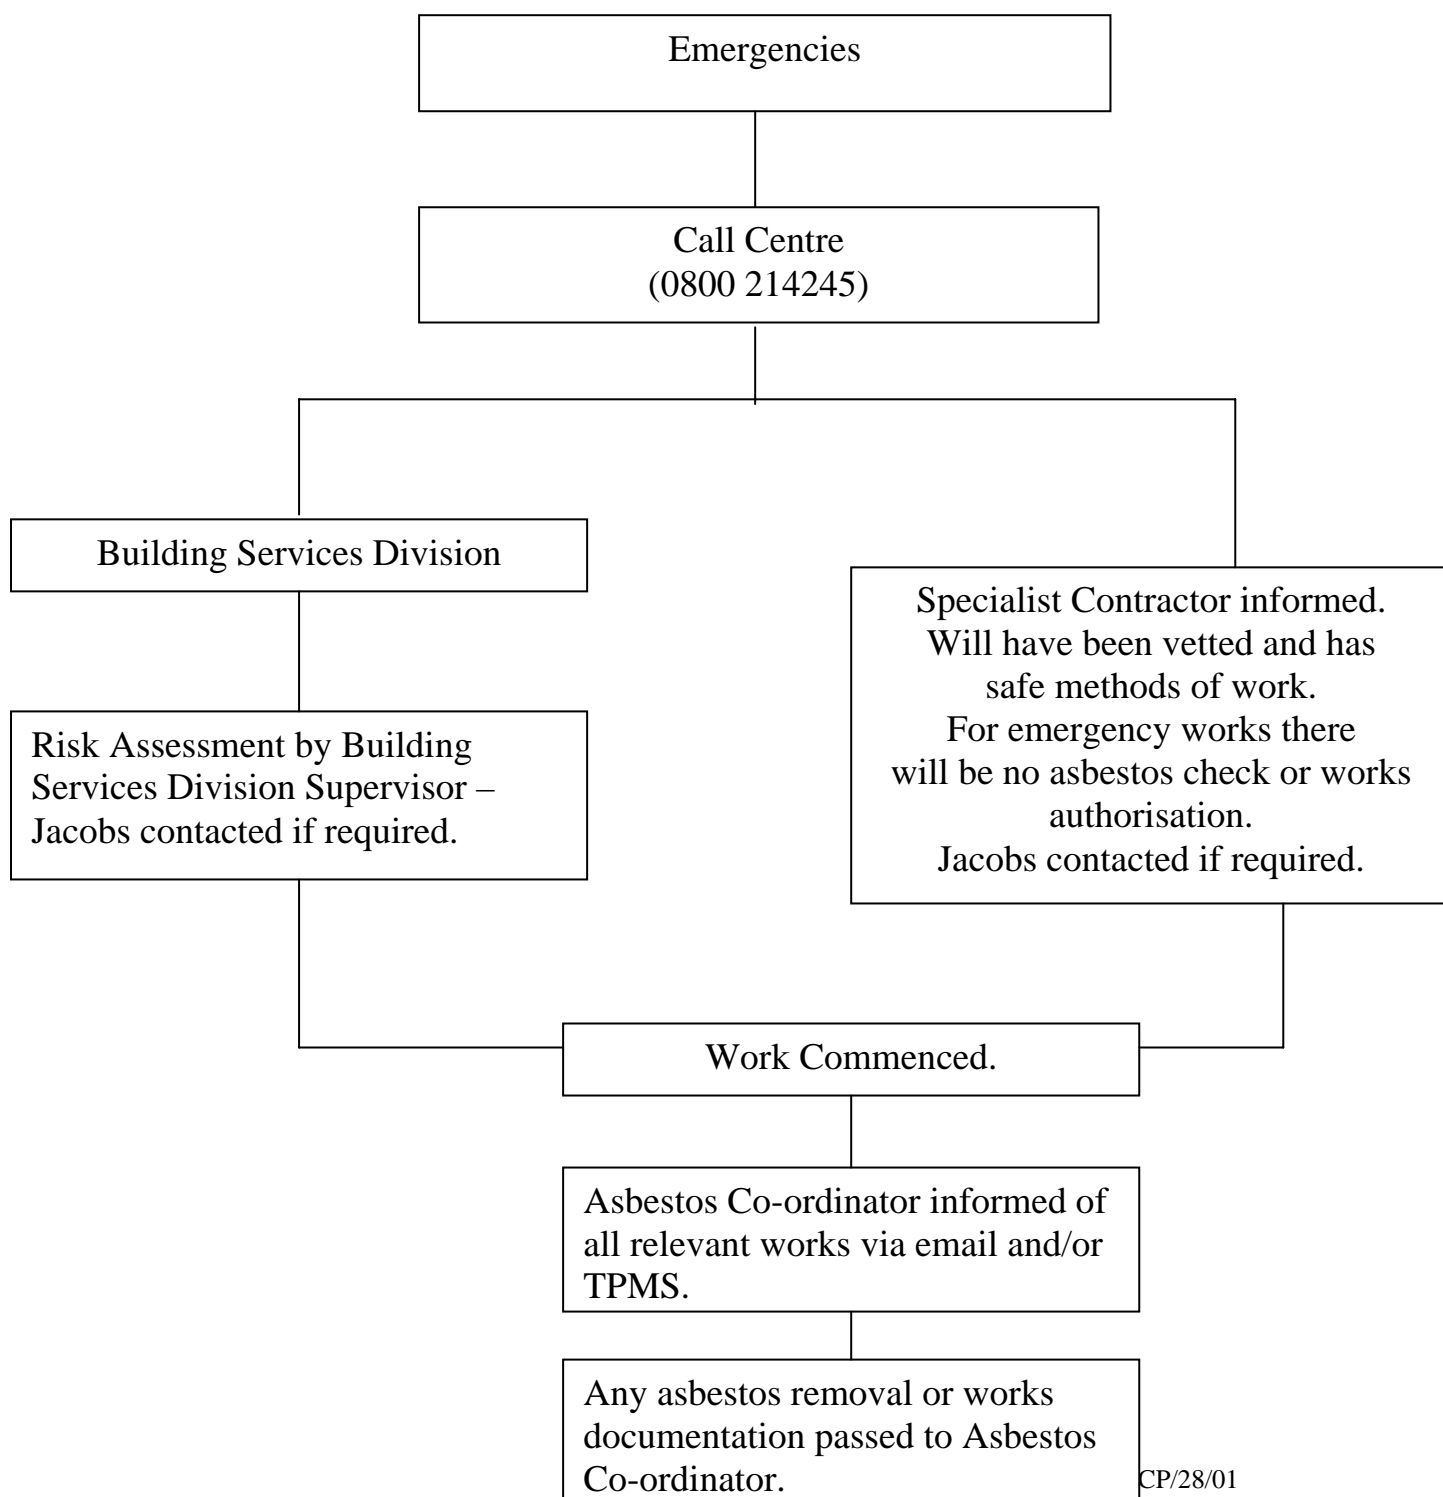 Emergencies
Call Centre
(0800 214245)
Building Services Division
Risk Assessment by Building
Services Division Supervisor –
Jacobs contacted if required.
Specialist Contractor informed.
Will have been vetted and has
safe methods of work.
For emergency works there
will be no asbestos check or works
authorisation.
Jacobs contacted if required.
Work Commenced.
Asbestos Co-ordinator informed of
all relevant works via email and/or
TPMS.
Any asbestos removal or works
documentation passed to Asbestos
Co-ordinator.
CP/28/01